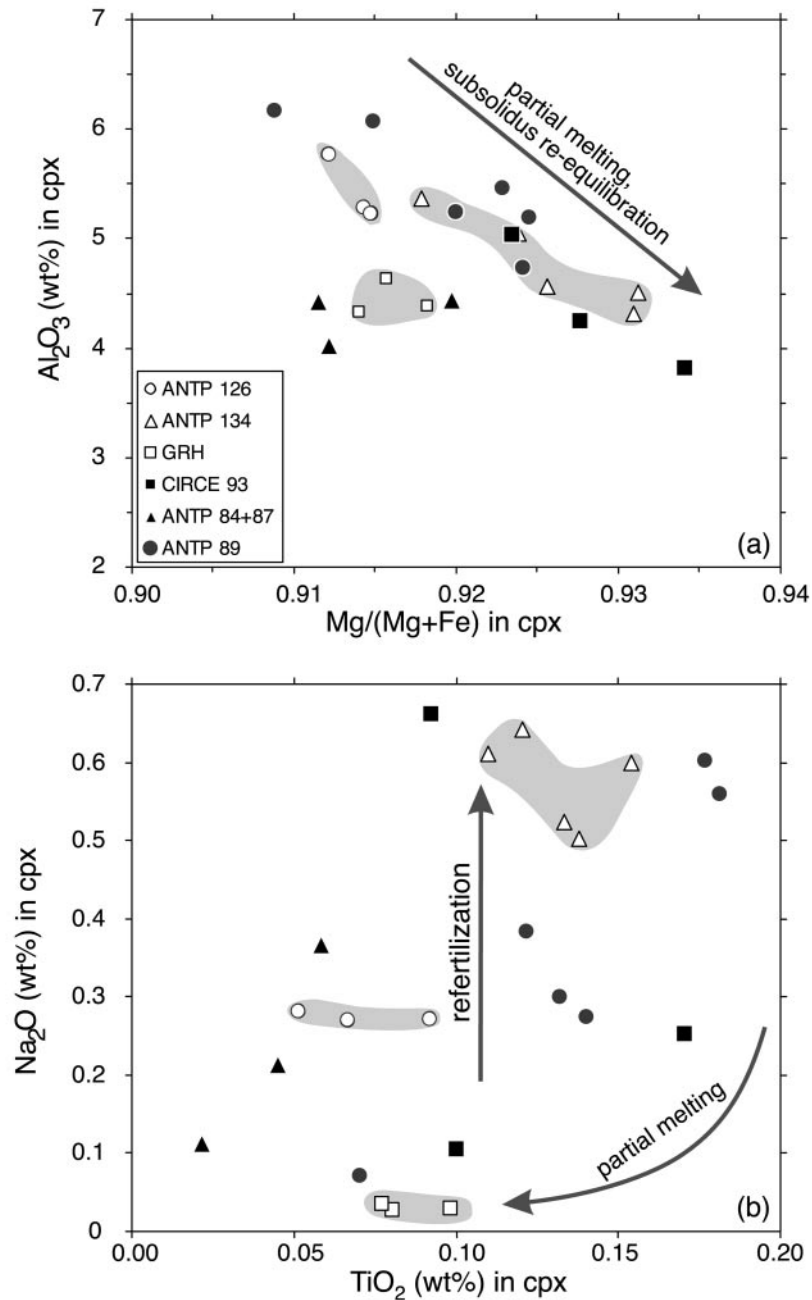 7
6
5
4
3
2
Al2O3 (wt%) in cpx
partial melting,
subsolidus re-equilibration
ANTP 126
ANTP 134
GRH
CIRCE 93
ANTP 84+87
ANTP 89
(a)
0.90 0.91 0.92 0.93 0.94
Mg/(Mg+Fe) in cpx
0.7
0.6
0.5
0.4
0.3
0.2
0.1
0
Na2O (wt%) in cpx
refertilization
partial melting
(b)
0.00 0.05 0.10 0.15 0.20
TiO2 (wt%) in cpx